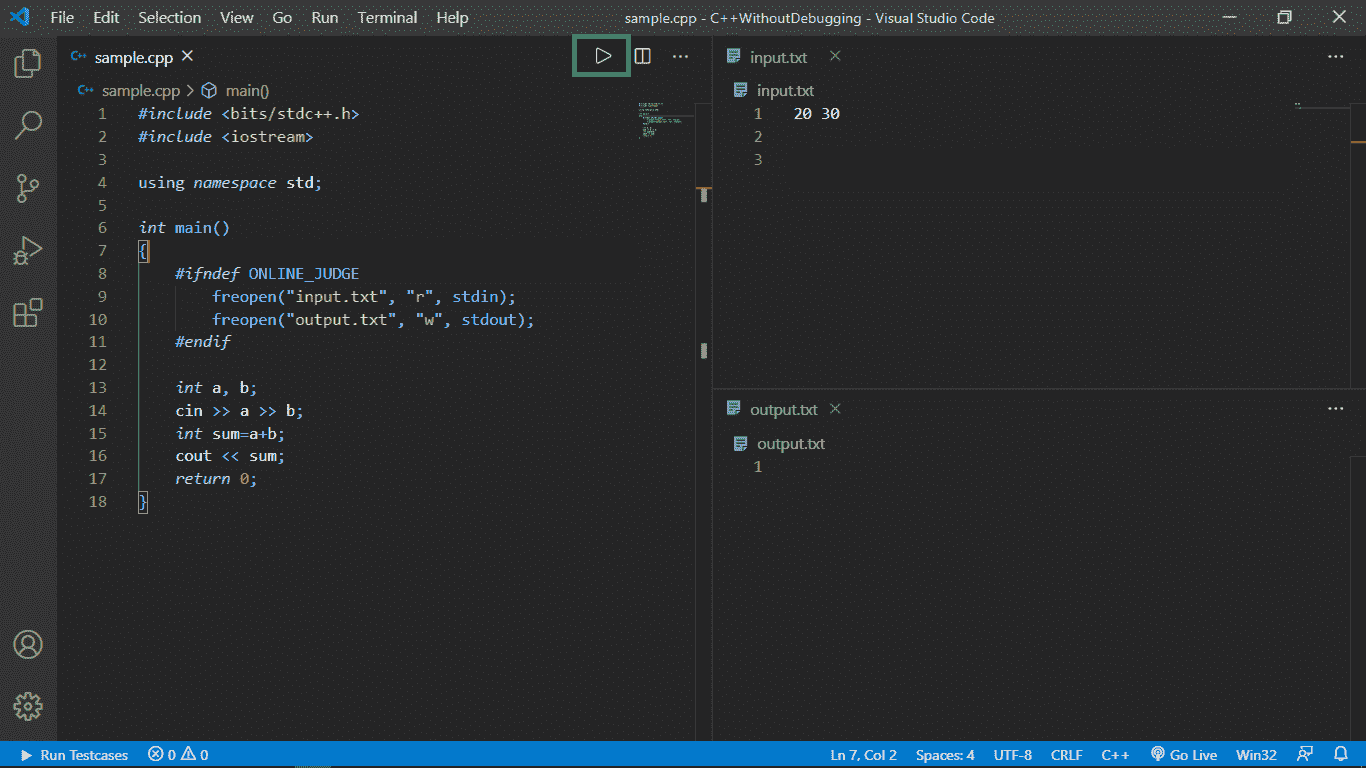 File Edit Selection View Go Run Terminal Help sample.cpp - C++WithoutDebugging - Visual Studio Code
C++ sample.cpp
C++ sample.cpp > main()
1 #include <bits/stdc++.h>
2 #include <iostream>
3
4 using namespace std;
5
6 int main()
7 {
8 #ifndef ONLINE_JUDGE
9 freopen("input.txt", "r", stdin);
10 freopen("output.txt", "w", stdout);
11 #endif
12
13 int a, b;
14 cin >> a >> b;
15 int sum=a+b;
16 cout << sum;
17 return 0;
18 }
input.txt
input.txt
1 20 30
2
3
output.txt
output.txt
1
Run Testcases 0 0 Ln 7, Col 2 Spaces: 4 UTF-8 CRLF C++ Go Live Win32